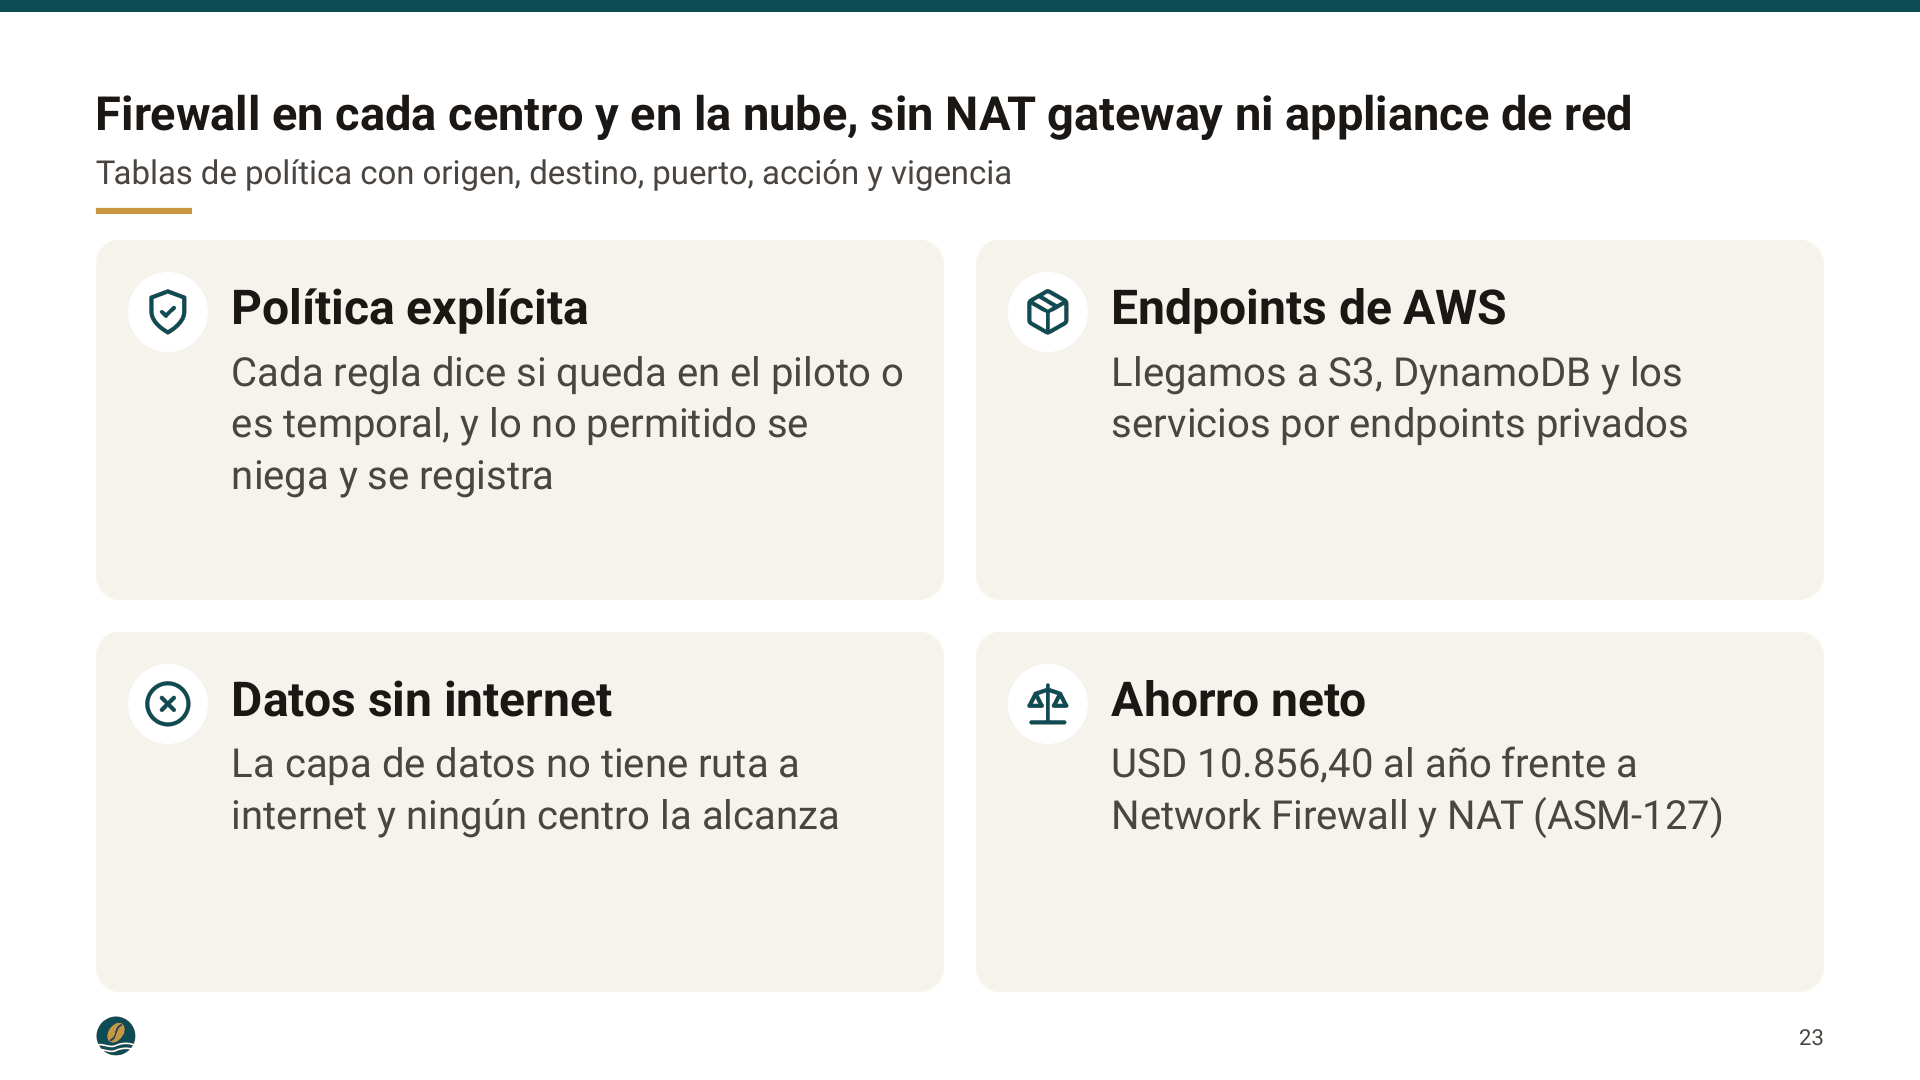 Firewall en cada centro y en la nube, sin NAT gateway ni appliance de red
Tablas de política con origen, destino, puerto, acción y vigencia
Política explícita
Cada regla dice si queda en el piloto o
es temporal, y lo no permitido se
niega y se registra
Endpoints de AWS
Llegamos a S3, DynamoDB y los
servicios por endpoints privados
Datos sin internet
La capa de datos no tiene ruta a
internet y ningún centro la alcanza
Ahorro neto
USD 10.856,40 al año frente a
Network Firewall y NAT (ASM-127)
23